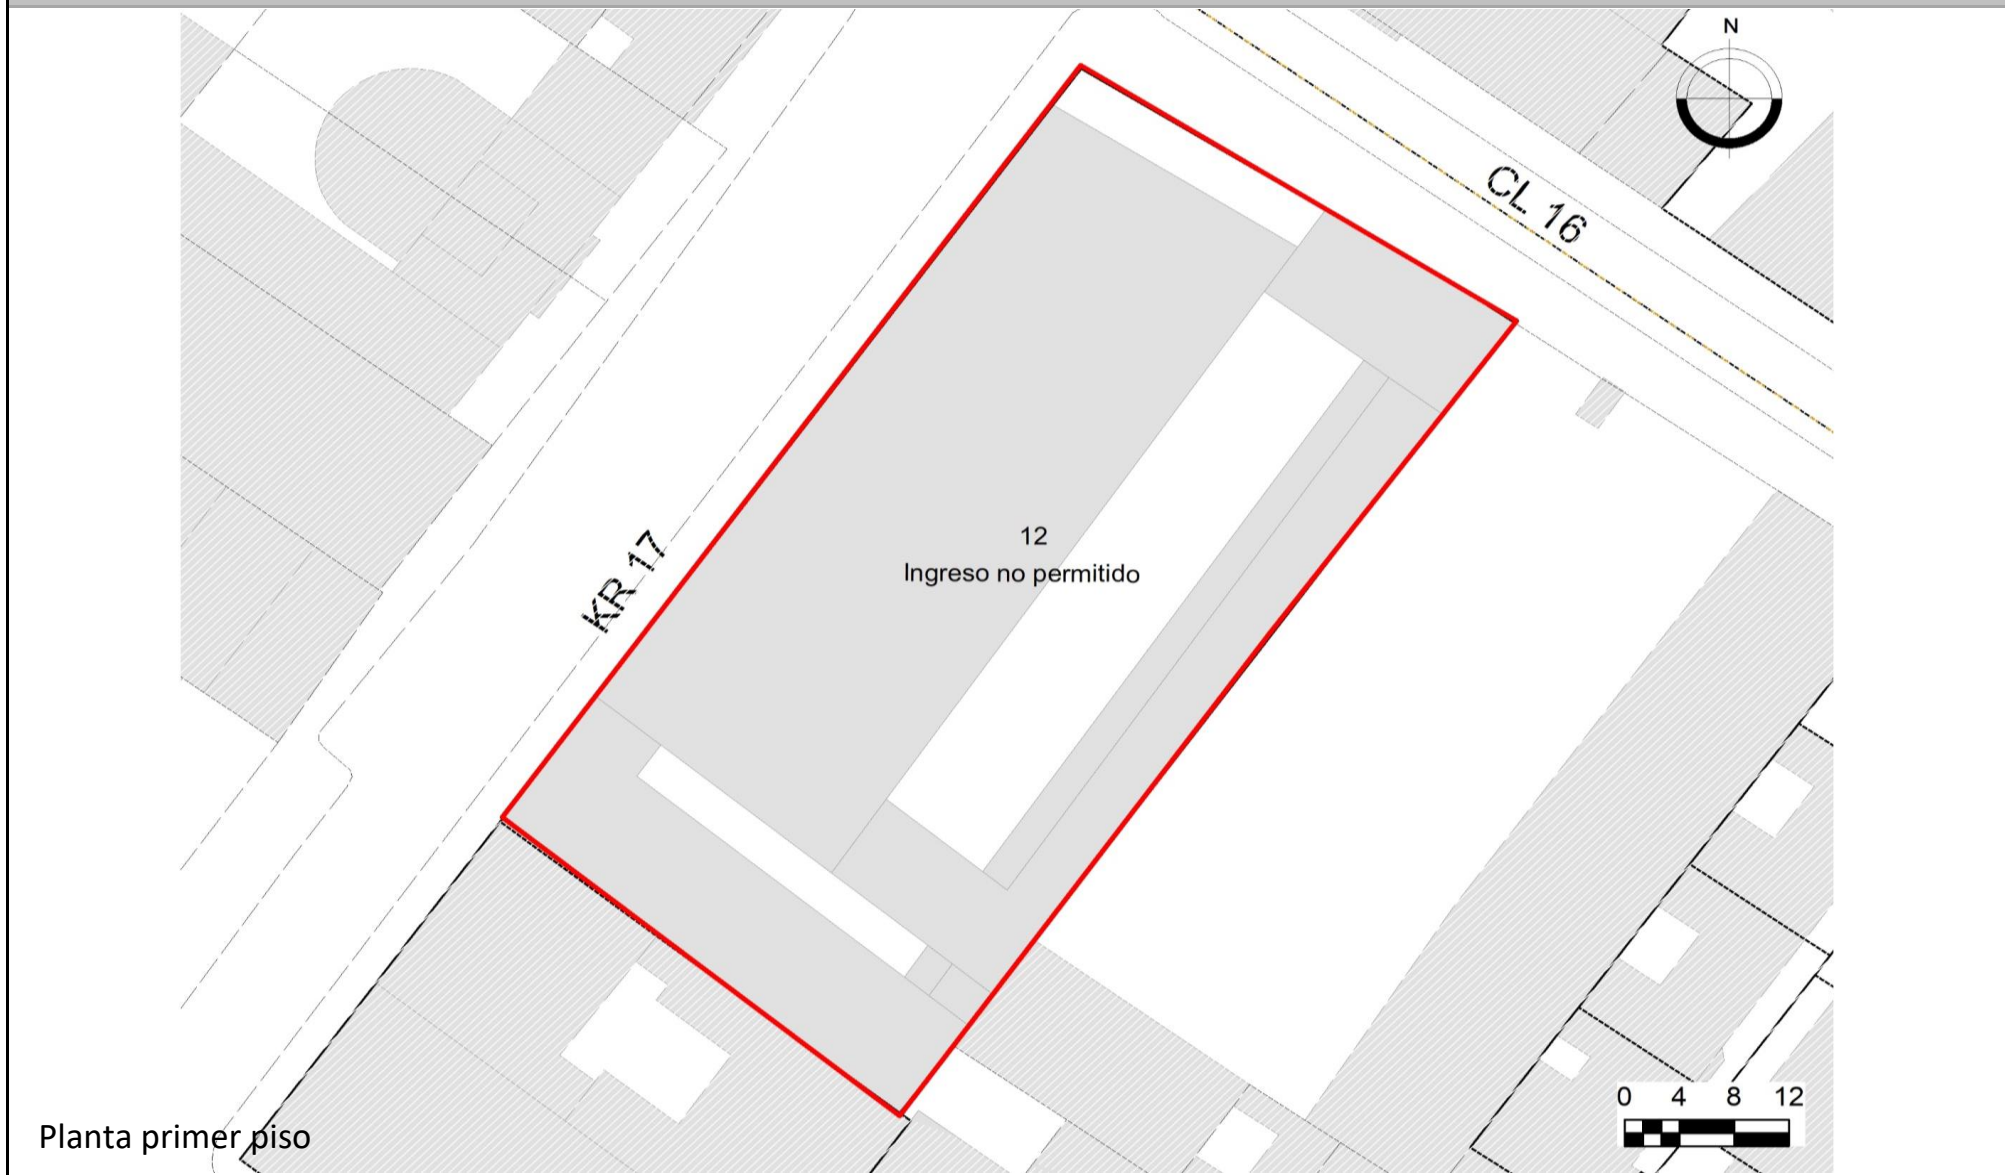 N
CL 16
12
Ingreso no permitido
KR 17
0 4 8 12
Planta primer piso